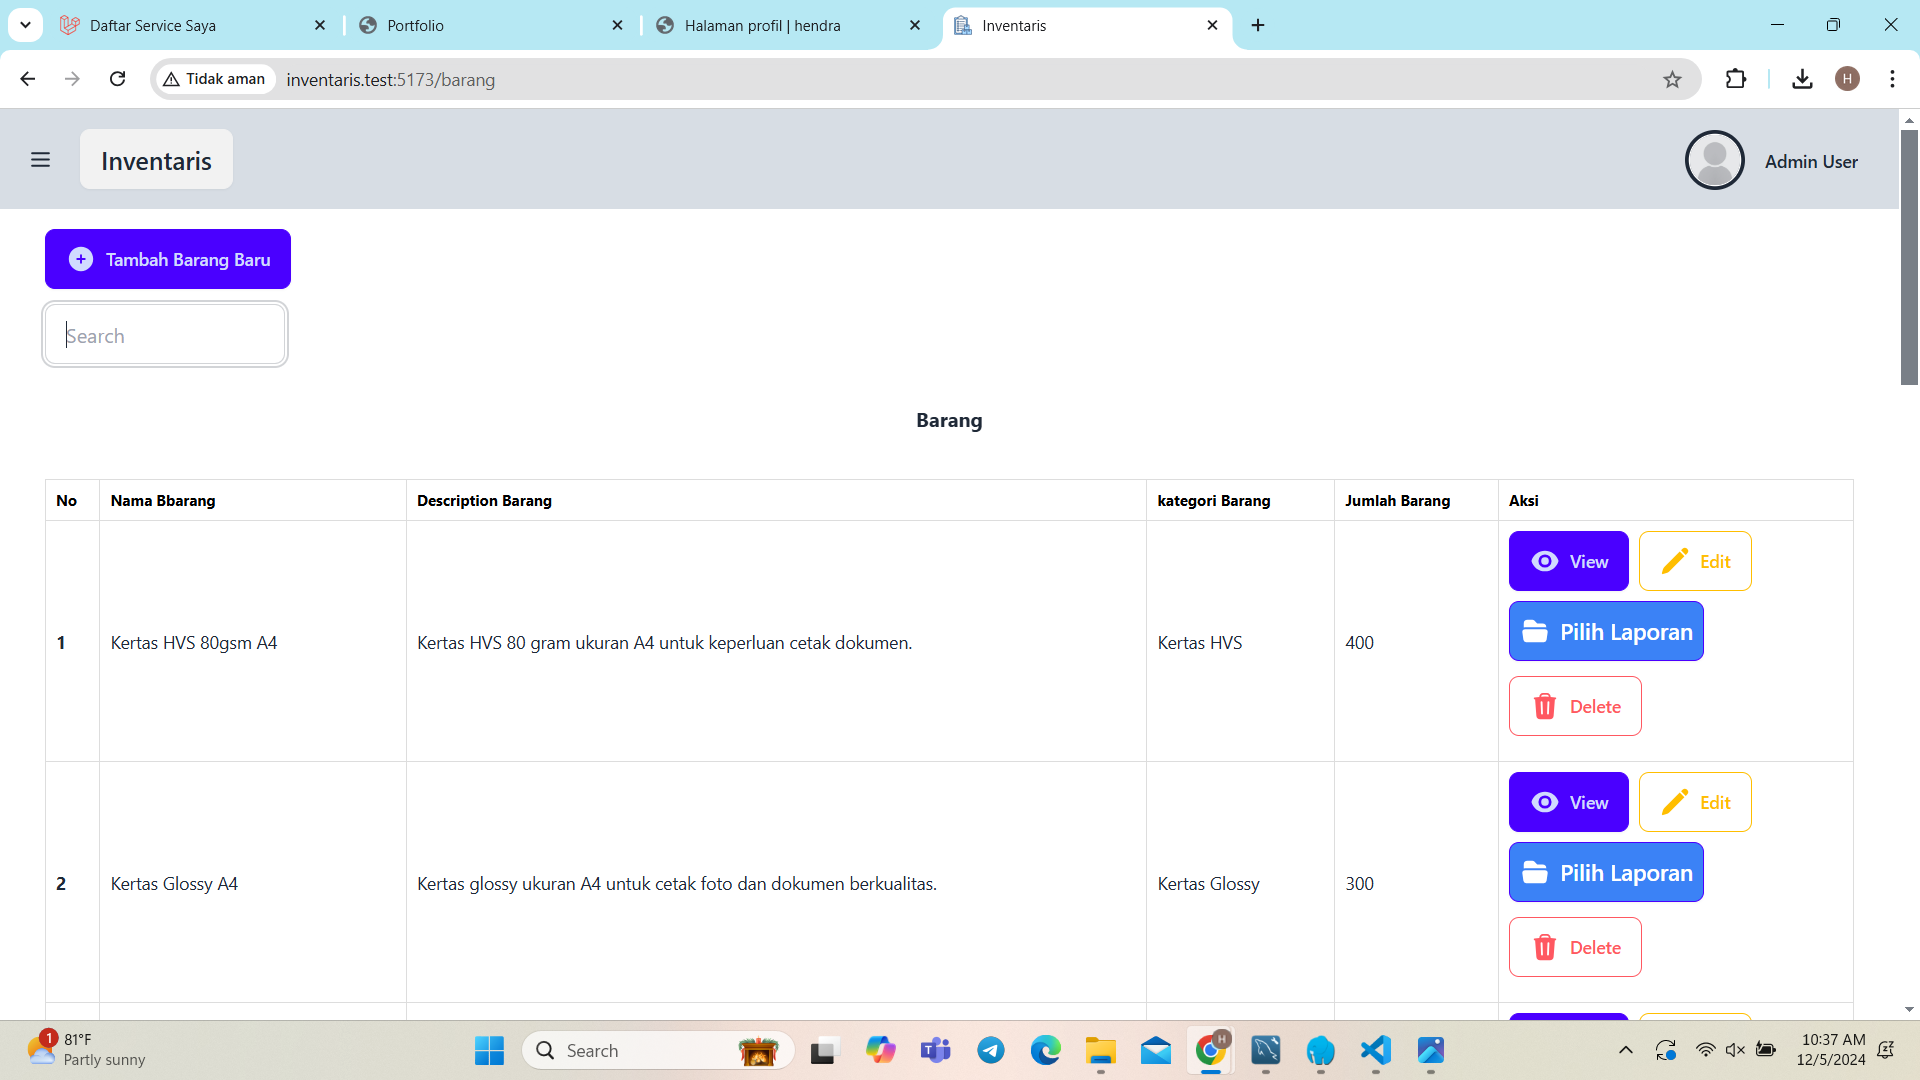 Daftar Service Saya
Portfolio
Halaman profil | hendra
Inventaris
Tidak aman
inventaris.test:5173/barang
H
Inventaris
Admin User
Tambah Barang Baru
Search
Barang
No Nama Bbarang Description Barang kategori Barang Jumlah Barang Aksi
View Edit
Pilih Laporan
1 Kertas HVS 80gsm A4 Kertas HVS 80 gram ukuran A4 untuk keperluan cetak dokumen. Kertas HVS 400
Delete
View Edit
Pilih Laporan
2 Kertas Glossy A4 Kertas glossy ukuran A4 untuk cetak foto dan dokumen berkualitas. Kertas Glossy 300
Delete
1
81°F
Partly sunny
Search
H
10:37 AM
12/5/2024